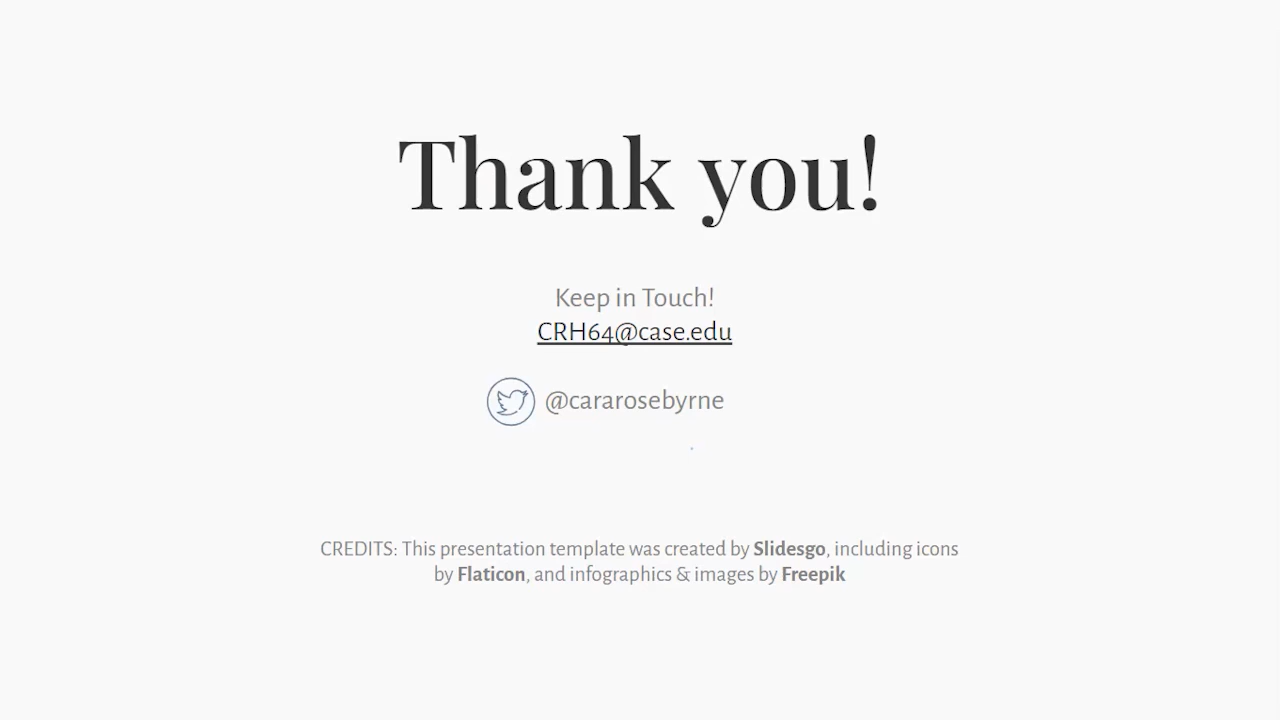 Thank you!
Keep in Touch!
CRH64@case.edu
@cararosebyrne
CREDITS: This presentation template was created by Slidesgo, including icons
by Flaticon, and infographics & images by Freepik